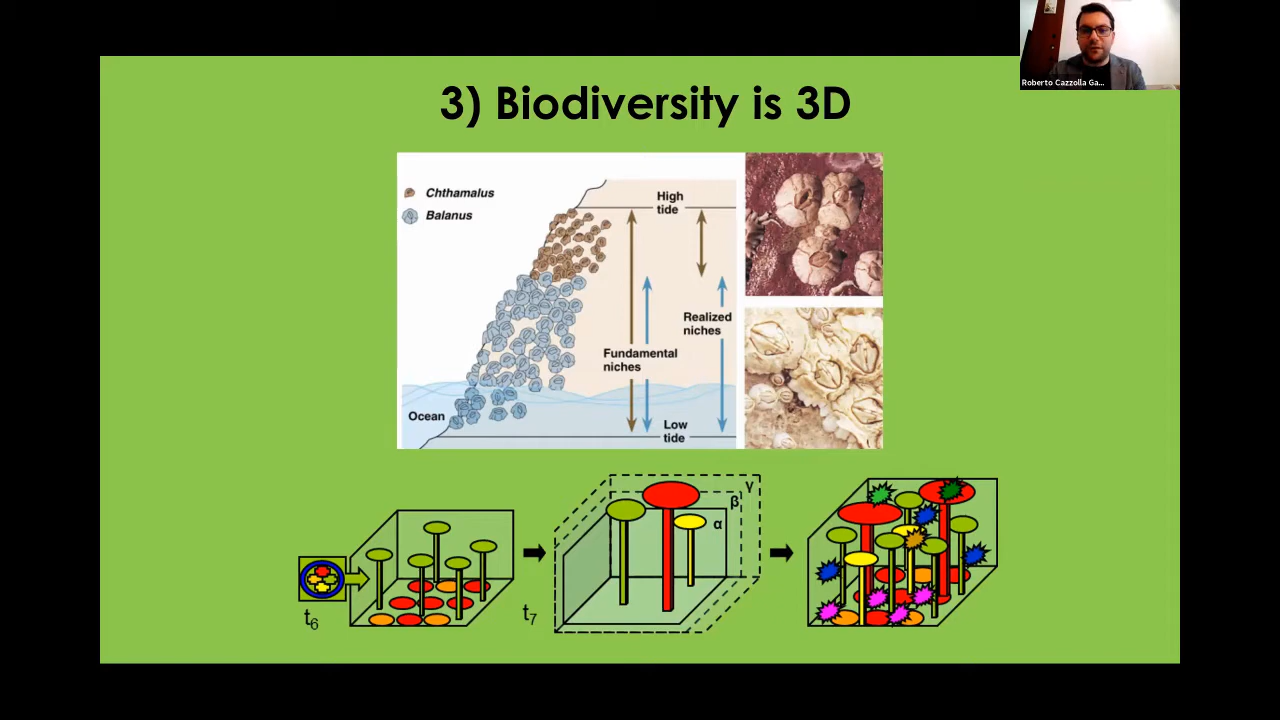 Roberto Cazzolla Ga...
3) Biodiversity is 3D
Chthamalus
Balanus
High
tide
Realized
niches
Fundamental
niches
Ocean
Low
tide
γ
β
α
t6
t7